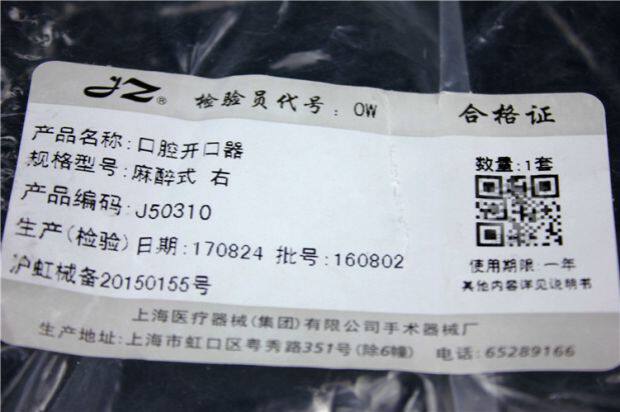 JZ® 检验员代号：OW 合格证
产品名称：口腔开口器
规格型号：麻醉式 右
数量：1套
产品编码：J50310
生产(检验)日期：170824 批号：160802
使用期限：一年
沪虹械备20150155号
其他内容详见说明书
上海医疗器械(集团)有限公司手术器械厂
生产地址：上海市虹口区粤秀路351号(除6幢) 电话：65289166